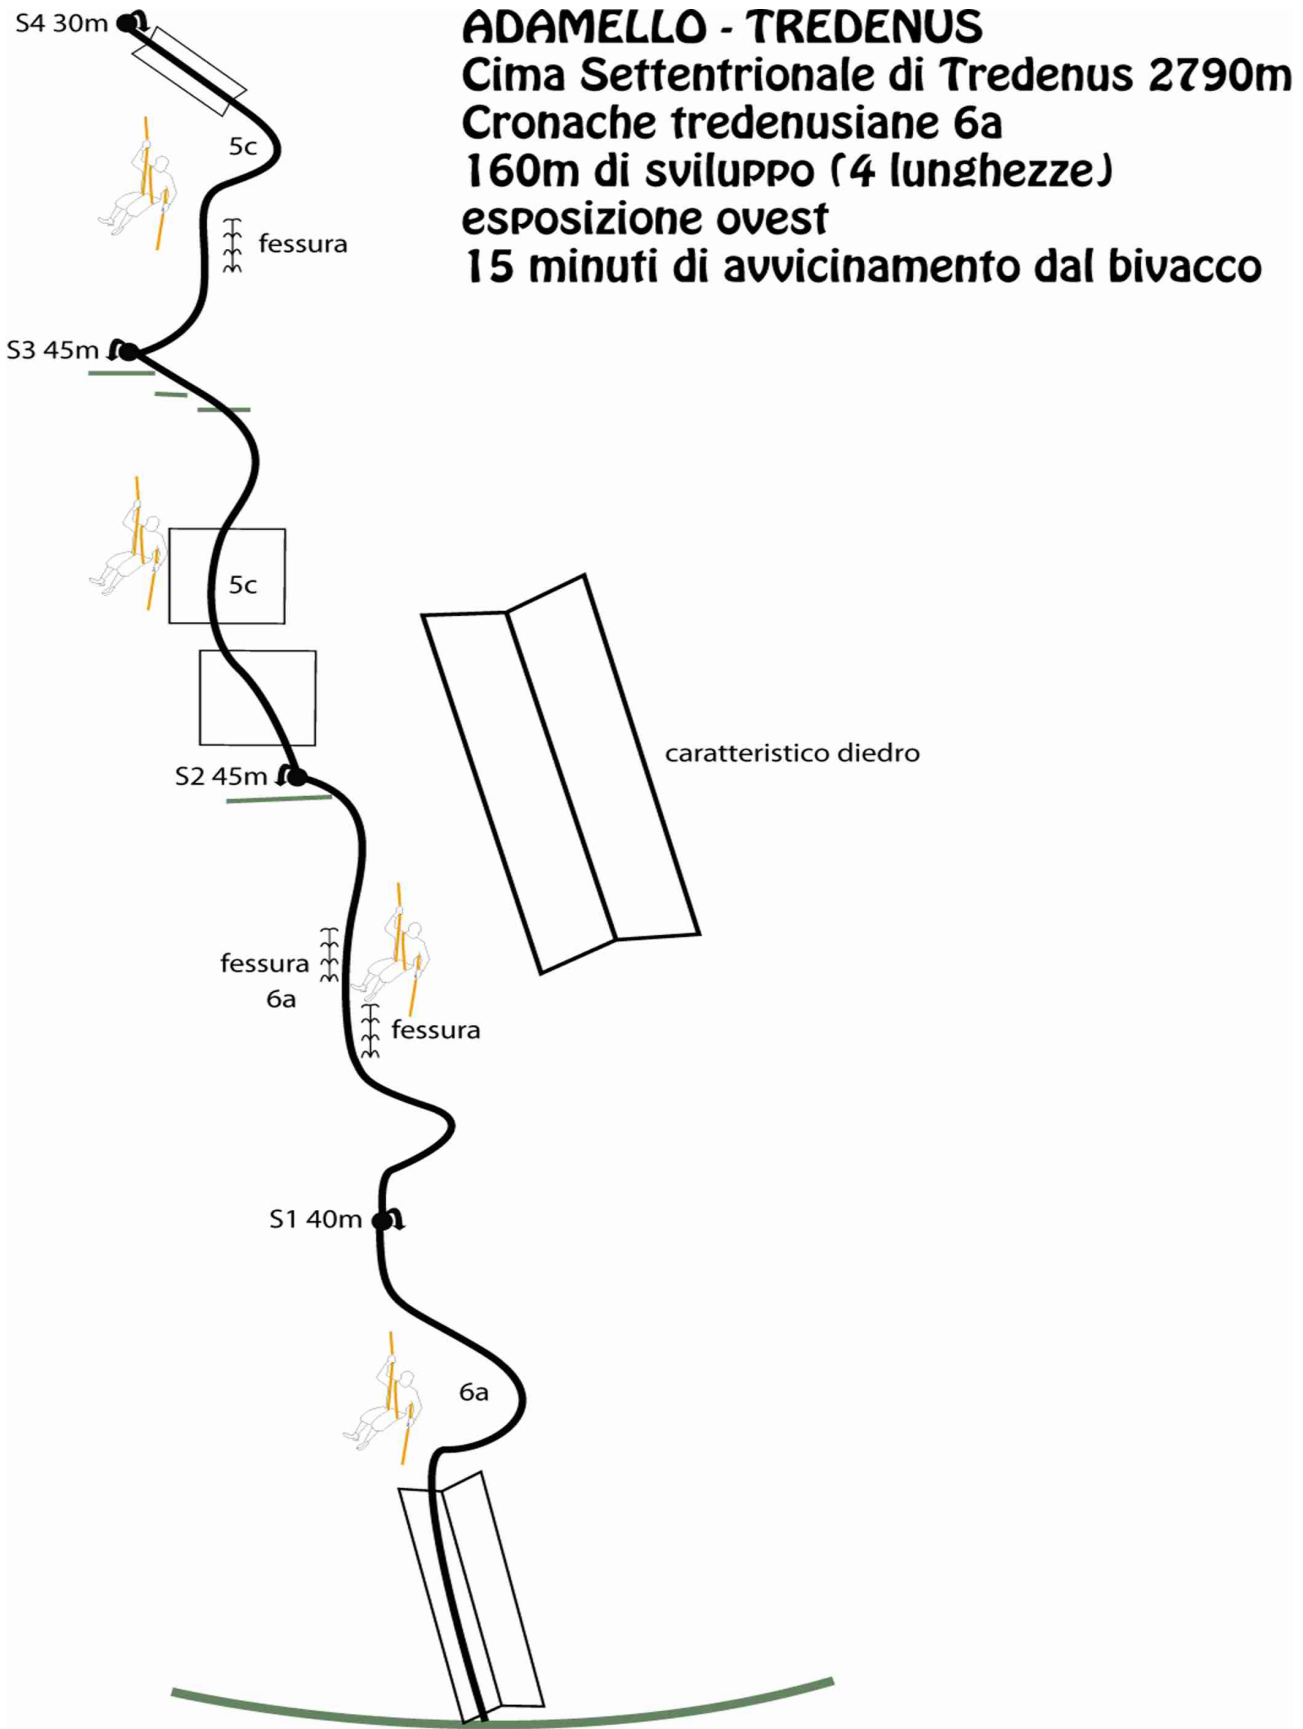 ADAMELLO - TREDENUS
Cima Settentrionale di Tredenus 2790m
Cronache tredenusiane 6a
160m di sviluppo (4 lunghezze)
esposizione ovest
15 minuti di avvicinamento dal bivacco
S4 30m
5c
fessura
S3 45m
5c
caratteristico diedro
S2 45m
fessura
6a
fessura
S1 40m
6a